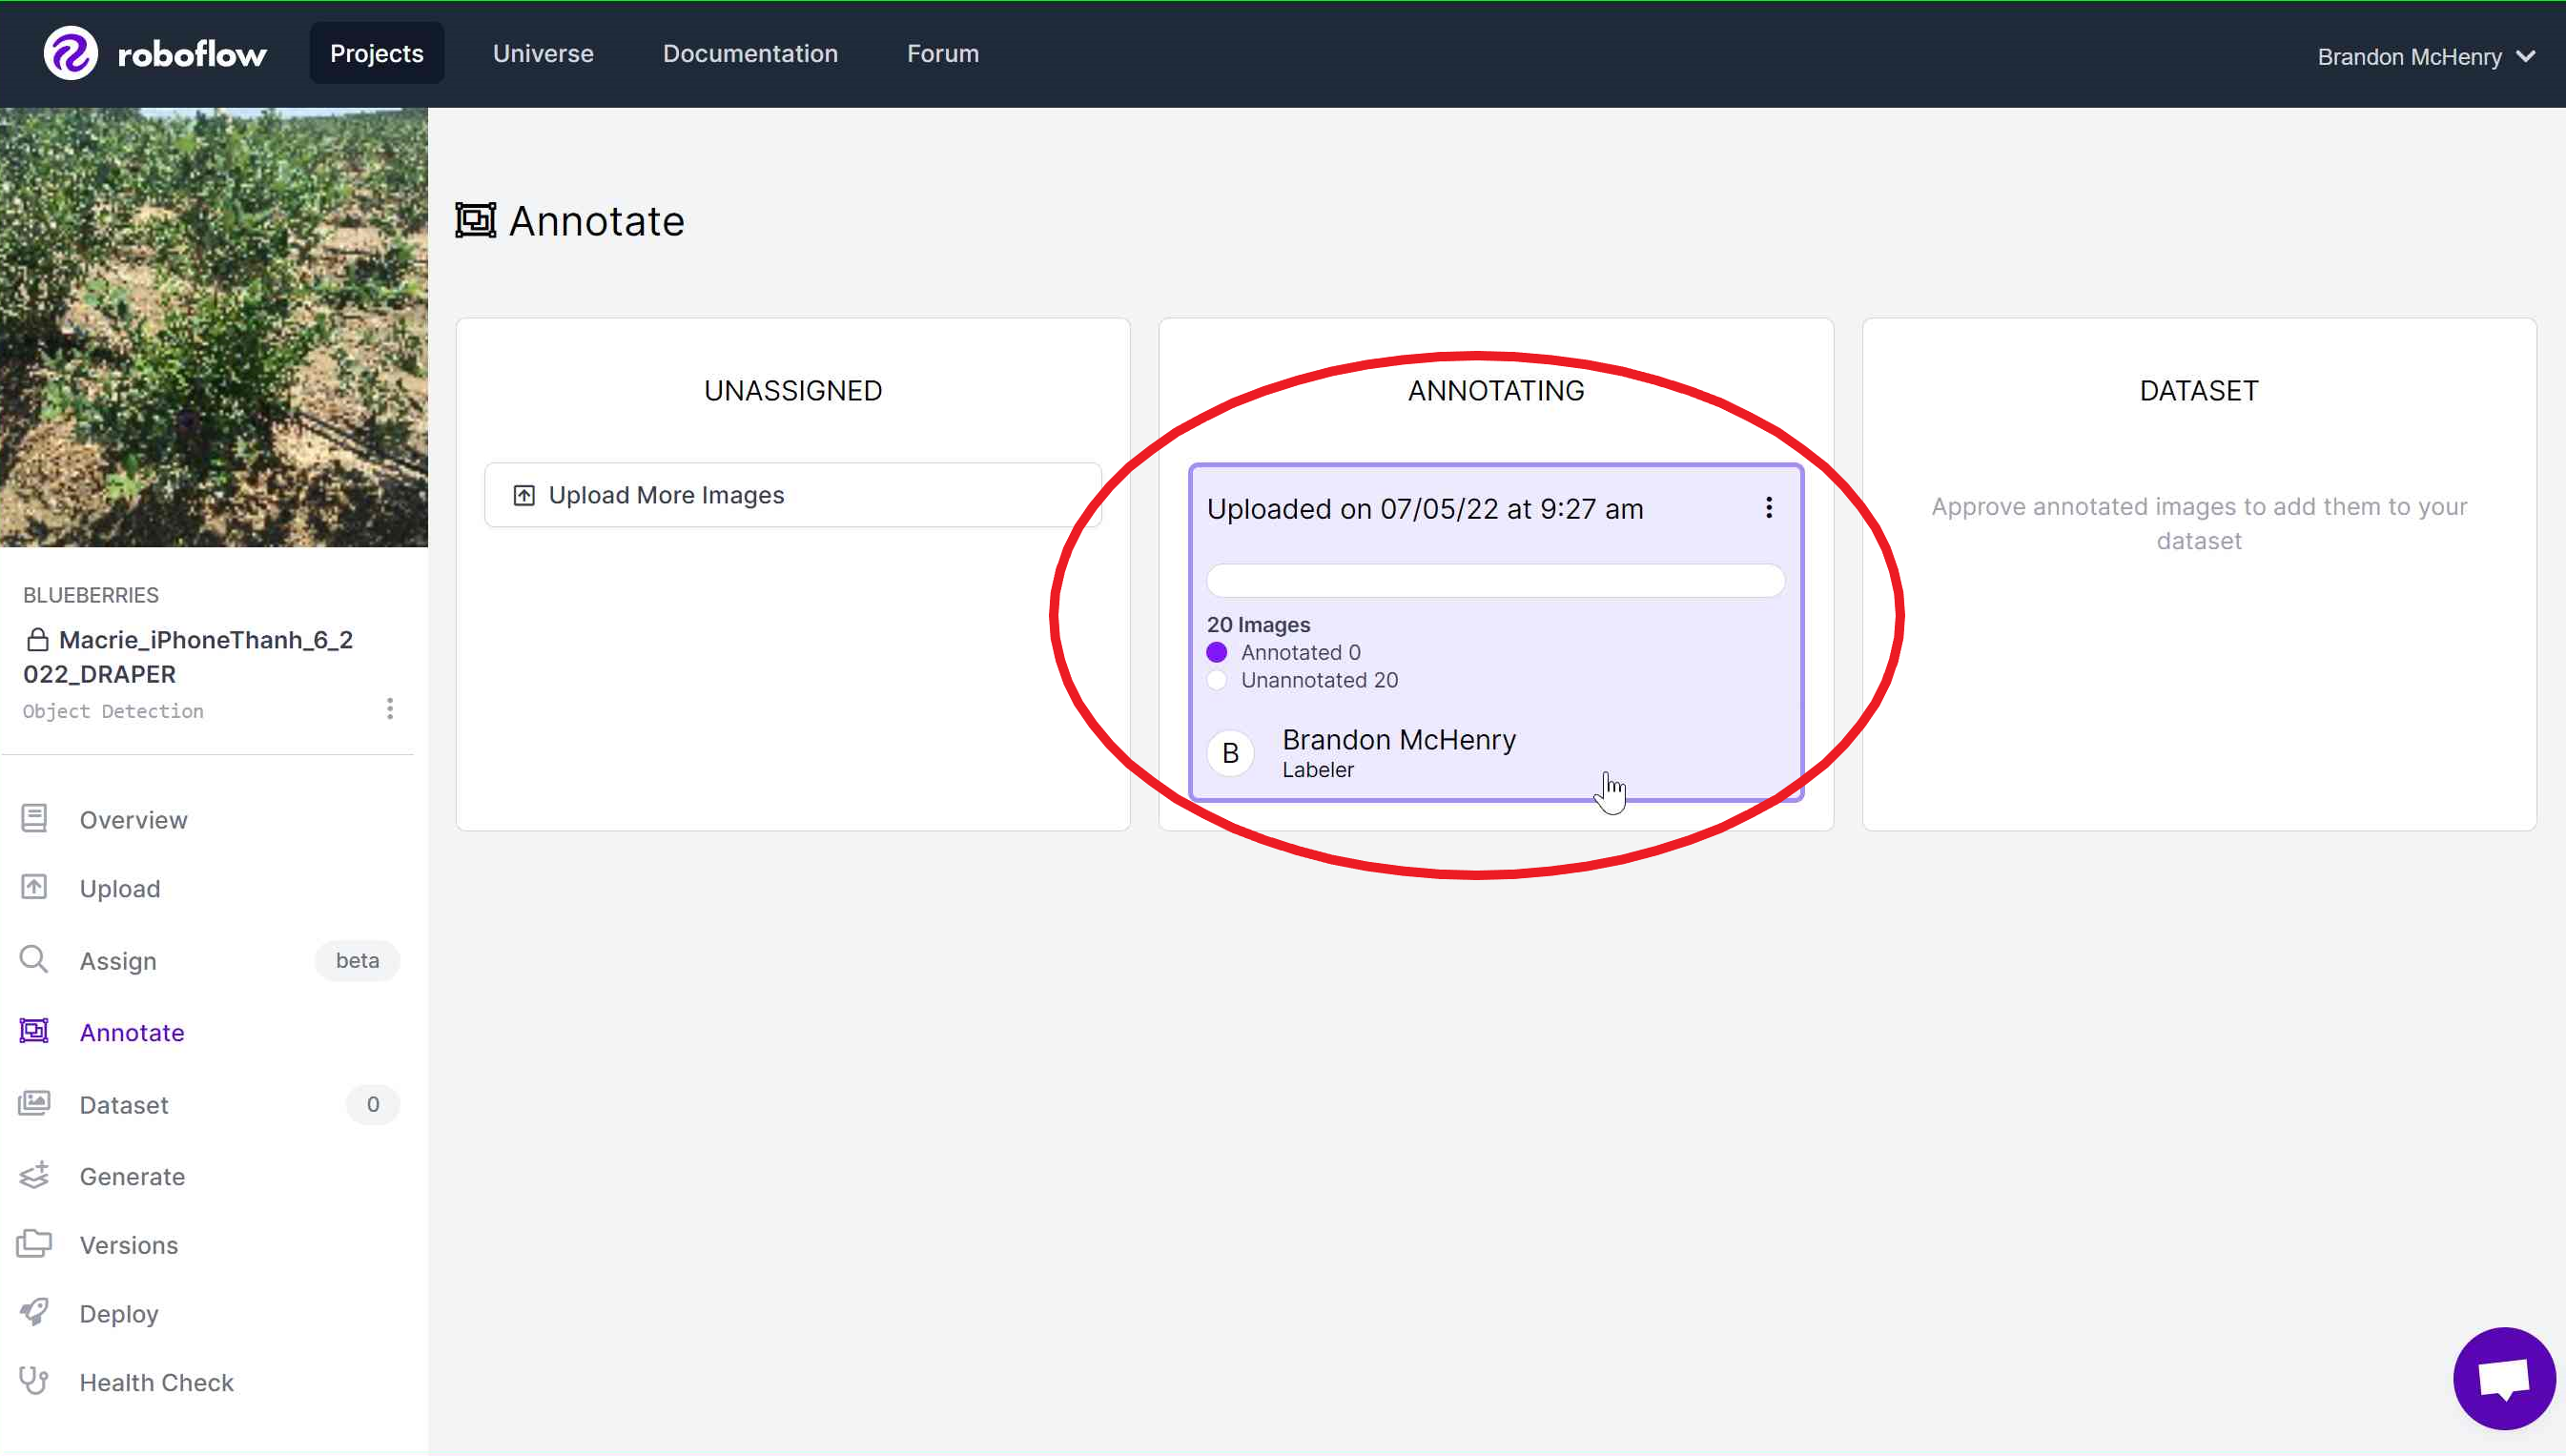 roboflow
Projects
Universe
Documentation
Forum
Brandon McHenry
BLUEBERRIES
Macrie_iPhoneThanh_6_2
022_DRAPER
Object Detection
Overview
Upload
Assign
beta
Annotate
Dataset
0
Generate
Versions
Deploy
Health Check
Annotate
UNASSIGNED
Upload More Images
ANNOTATING
Uploaded on 07/05/22 at 9:27 am
20 Images
Annotated 0
Unannotated 20
B
Brandon McHenry
Labeler
DATASET
Approve annotated images to add them to your
dataset